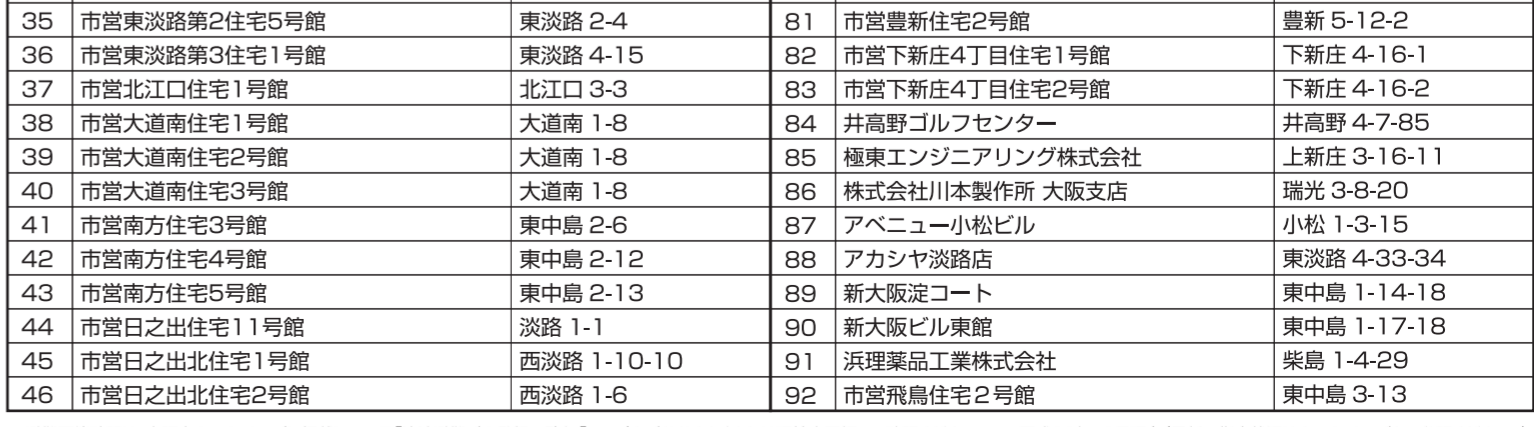 35 市営東淡路第2住宅5号館 東淡路 2-4 81 市営豊新住宅2号館 豊新 5-12-2
36 市営東淡路第3住宅1号館 東淡路 4-15 82 市営下新庄4丁目住宅1号館 下新庄 4-16-1
37 市営北江口住宅1号館 北江口 3-3 83 市営下新庄4丁目住宅2号館 下新庄 4-16-2
38 市営大道南住宅1号館 大道南 1-8 84 井高野ゴルフセンター 井高野 4-7-85
39 市営大道南住宅2号館 大道南 1-8 85 極東エンジニアリング株式会社 上新庄 3-16-11
40 市営大道南住宅3号館 大道南 1-8 86 株式会社川本製作所 大阪支店 瑞光 3-8-20
41 市営南方住宅3号館 東中島 2-6 87 アベニュー小松ビル 小松 1-3-15
42 市営南方住宅4号館 東中島 2-12 88 アカシヤ淡路店 東淡路 4-33-34
43 市営南方住宅5号館 東中島 2-13 89 新大阪淀コート 東中島 1-14-18
44 市営日之出住宅11号館 淡路 1-1 90 新大阪ビル東館 東中島 1-17-18
45 市営日之出北住宅1号館 西淡路 1-10-10 91 浜理薬品工業株式会社 柴島 1-4-29
46 市営日之出北住宅2号館 西淡路 1-6 92 市営飛鳥住宅２号館 東中島 3-13